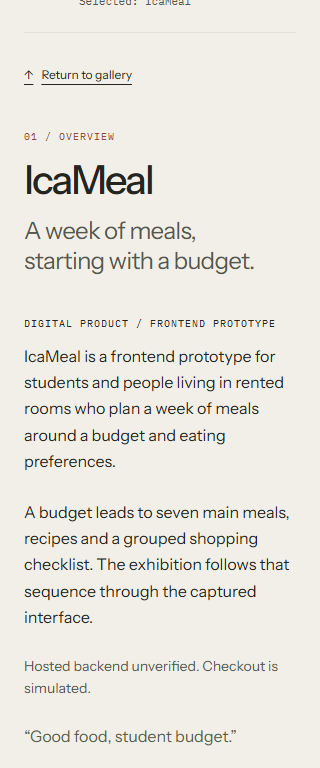 Selected: IcaMeal
↑ Return to gallery
01 / OVERVIEW
IcaMeal
A week of meals,
starting with a budget.
DIGITAL PRODUCT / FRONTEND PROTOTYPE
IcaMeal is a frontend prototype for
students and people living in rented
rooms who plan a week of meals
around a budget and eating
preferences.
A budget leads to seven main meals,
recipes and a grouped shopping
checklist. The exhibition follows that
sequence through the captured
interface.
Hosted backend unverified. Checkout is
simulated.
“Good food, student budget.”